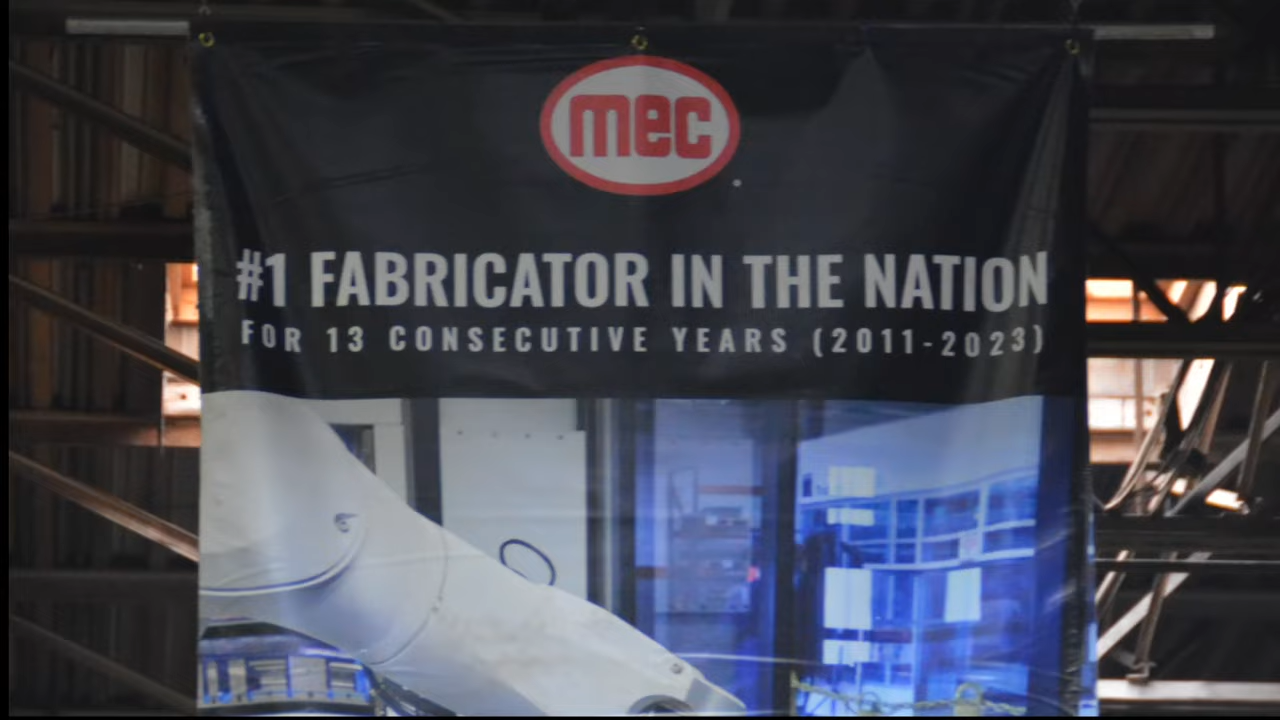 mec
#1 FABRICATOR IN THE NATION
FOR 13 CONSECUTIVE YEARS (2011-2023)